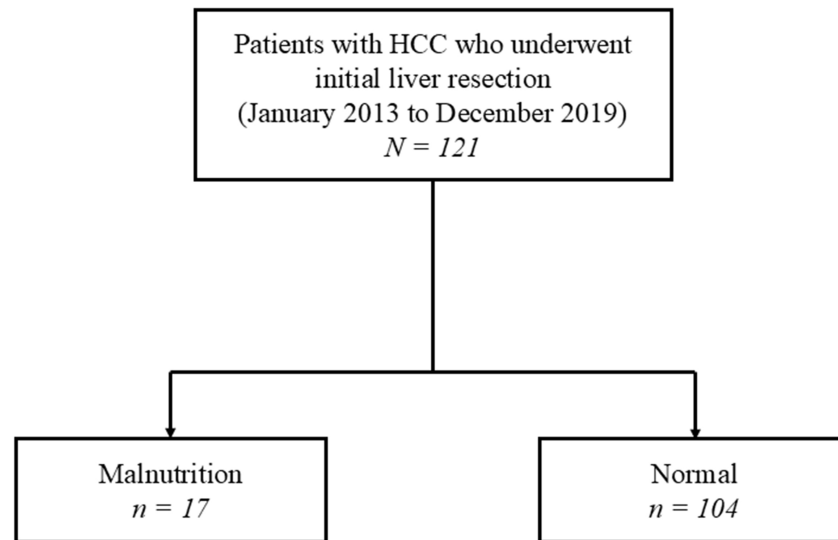 Patients with HCC who underwent
initial liver resection
(January 2013 to December 2019)
N = 121
Malnutrition
n = 17
Normal
n = 104